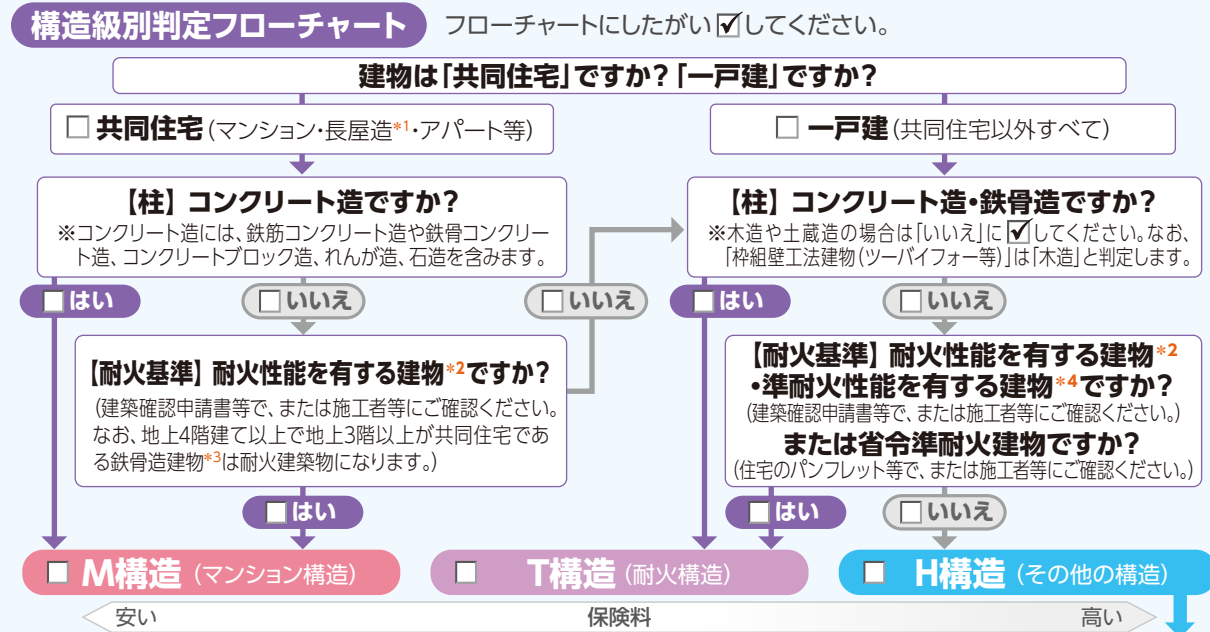 構造級別判定フローチャート フローチャートにしたがい☑してください。
建物は「共同住宅」ですか?「一戸建」ですか?
□ 共同住宅(マンション・長屋造*1・アパート等)
□ 一戸建(共同住宅以外すべて)
【柱】コンクリート造ですか?
※コンクリート造には、鉄筋コンクリート造や鉄骨コンクリー
ト造、コンクリートブロック造、れんが造、石造を含みます。
【柱】コンクリート造・鉄骨造ですか?
※木造や土蔵造の場合は「いいえ」に☑してください。なお、
「枠組壁工法建物(ツーバイフォー等)」は「木造」と判定します。
□はい
□いいえ
□いいえ
□はい
□いいえ
【耐火基準】耐火性能を有する建物*2ですか?
(建築確認申請書等で、または施工者等にご確認ください。
なお、地上4階建て以上で地上3階以上が共同住宅であ
る鉄骨造建物*3は耐火建築物になります。)
【耐火基準】耐火性能を有する建物*2
・準耐火性能を有する建物*4ですか?
(建築確認申請書等で、または施工者等にご確認ください。)
または省令準耐火建物ですか?
(住宅のパンフレット等で、または施工者等にご確認ください。)
□はい
□はい
□いいえ
□ M構造(マンション構造)
□ T構造(耐火構造)
□ H構造(その他の構造)
安い 保険料 高い